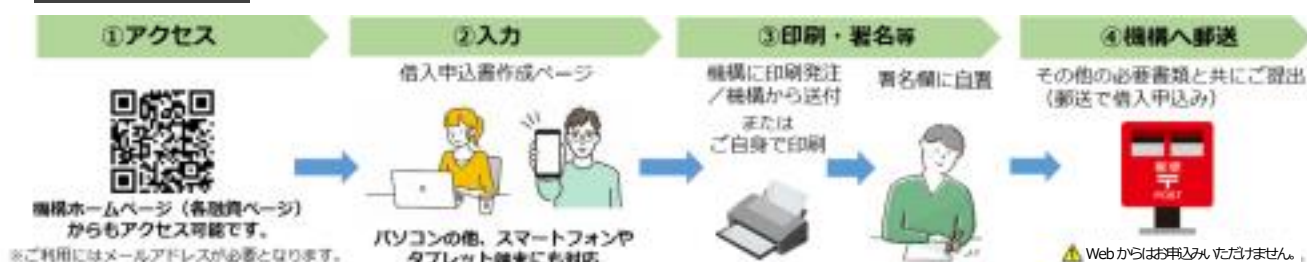 ①アクセス
機構ホームページ（各融資ページ）
からもアクセス可能です。
※ご利用にはメールアドレスが必要となります。
②入力
借入申込書作成ページ
パソコンの他、スマートフォンや
タブレット端末にも対応
③印刷・署名等
機構に印刷発注
／機構から送付
または
ご自身で印刷
署名欄に自署
④機構へ郵送
その他の必要書類と共にご提出
（郵送で借入申込み）
郵便
〒
POST
Webからはお申込みいただけません。